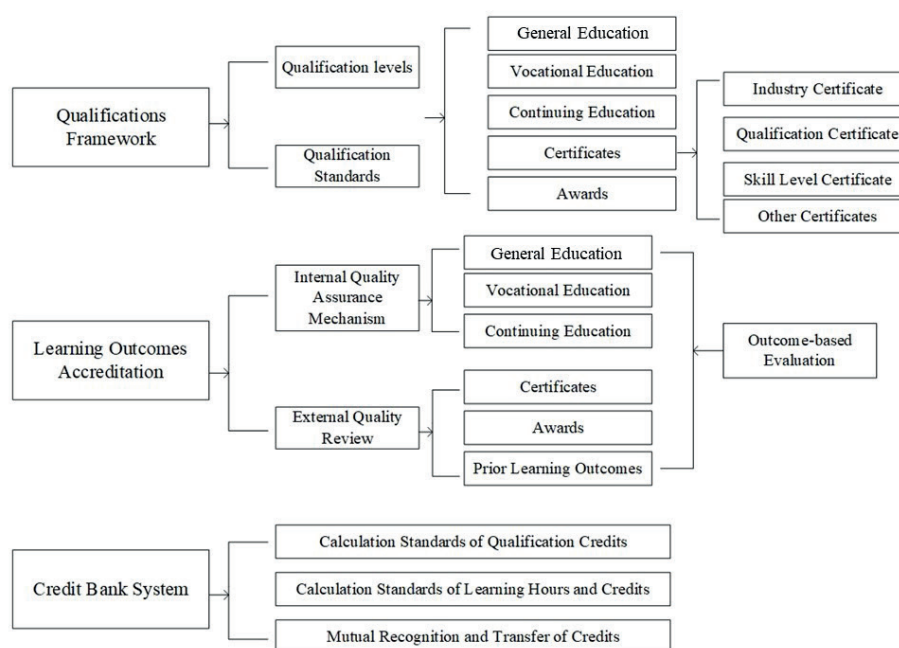 Qualifications
Framework
Qualification levels
Qualification
Standards
General Education
Vocational Education
Continuing Education
Certificates
Awards
Industry Certificate
Qualification Certificate
Skill Level Certificate
Other Certificates
Learning Outcomes
Accreditation
Internal Quality
Assurance
Mechanism
External Quality
Review
General Education
Vocational Education
Continuing Education
Certificates
Awards
Prior Learning Outcomes
Outcome-based
Evaluation
Credit Bank System
Calculation Standards of Qualification Credits
Calculation Standards of Learning Hours and Credits
Mutual Recognition and Transfer of Credits